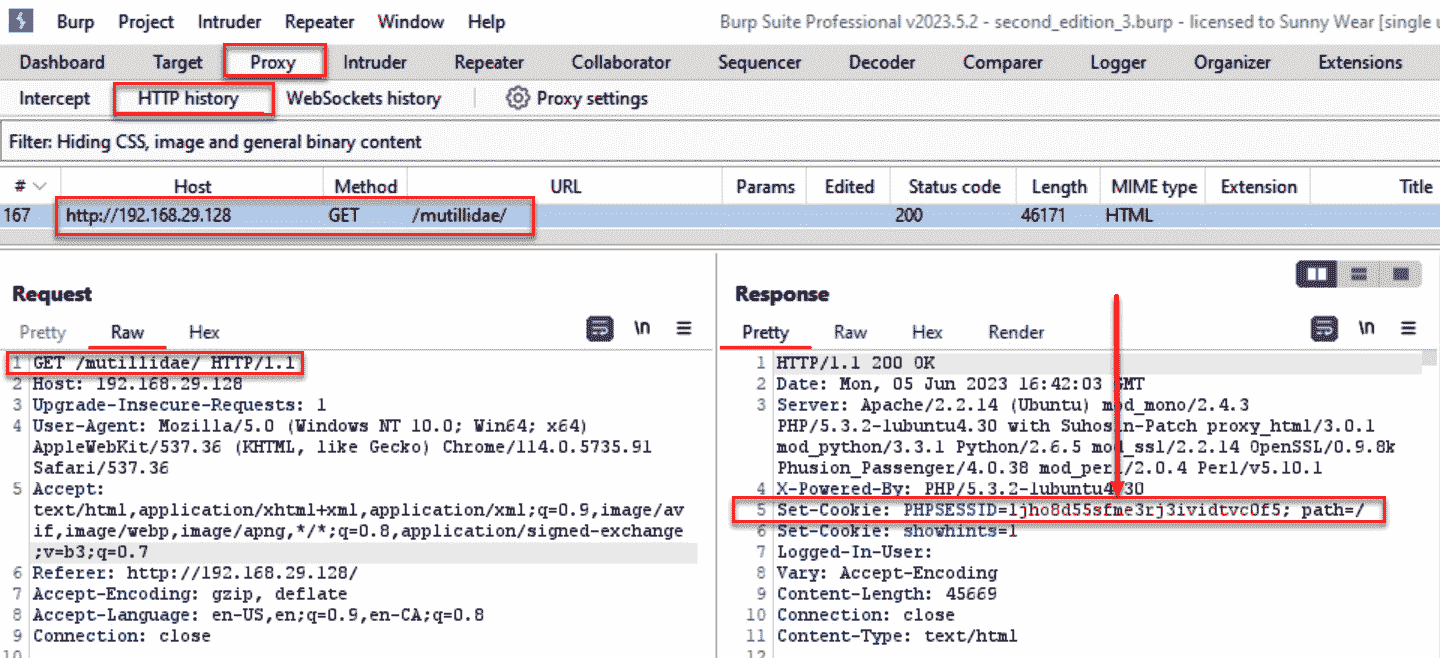 Burp Project Intruder Repeater Window Help Burp Suite Professional v2023.5.2 - second_edition_3.burp - licensed to Sunny Wear [single
Dashboard Target Proxy Intruder Repeater Collaborator Sequencer Decoder Comparer Logger Organizer Extensions
Intercept HTTP history WebSockets history Proxy settings
Filter: Hiding CSS, image and general binary content
# Host Method URL Params Edited Status code Length MIME type Extension Title
167 http://192.168.29.128 GET /mutillidae/ 200 46171 HTML
Request
Pretty Raw Hex \n
1 GET /mutillidae/ HTTP/1.1
2 Host: 192.168.29.128
3 Upgrade-Insecure-Requests: 1
4 User-Agent: Mozilla/5.0 (Windows NT 10.0; Win64; x64)
AppleWebKit/537.36 (KHTML, like Gecko) Chrome/114.0.5735.91
Safari/537.36
5 Accept:
text/html,application/xhtml+xml,application/xml;q=0.9,image/av
if,image/webp,image/apng,*/*;q=0.8,application/signed-exchange
;v=b3;q=0.7
6 Referer: http://192.168.29.128/
7 Accept-Encoding: gzip, deflate
8 Accept-Language: en-US,en;q=0.9,en-CA;q=0.8
9 Connection: close
10
Response
Pretty Raw Hex Render \n
1 HTTP/1.1 200 OK
2 Date: Mon, 05 Jun 2023 16:42:03 GMT
3 Server: Apache/2.2.14 (Ubuntu) mod_mono/2.4.3
PHP/5.3.2-1ubuntu4.30 with Suhosin-Patch proxy_html/3.0.1
mod_python/3.3.1 Python/2.6.5 mod_ssl/2.2.14 OpenSSL/0.9.8k
Phusion_Passenger/4.0.38 mod_perl/2.0.4 Perl/v5.10.1
4 X-Powered-By: PHP/5.3.2-1ubuntu4.30
5 Set-Cookie: PHPSESSID=1jho8d55sfme3rj3ividtvc0f5; path=/
6 Set-Cookie: showhints=1
7 Logged-In-User:
8 Vary: Accept-Encoding
9 Content-Length: 45669
10 Connection: close
11 Content-Type: text/html
12